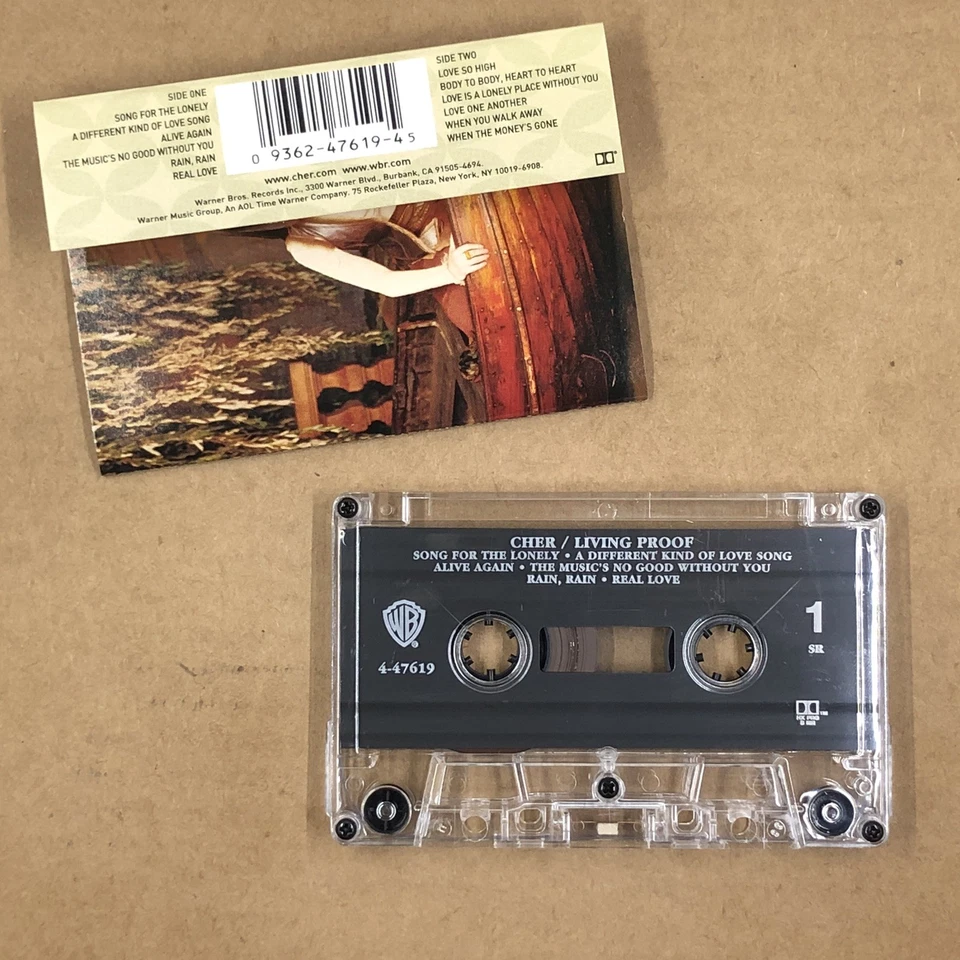 SIDE ONE
SONG FOR THE LONELY
A DIFFERENT KIND OF LOVE SONG
ALIVE AGAIN
THE MUSIC'S NO GOOD WITHOUT YOU
RAIN, RAIN
REAL LOVE
0 9362-47619-4 5
SIDE TWO
LOVE SO HIGH
BODY TO BODY, HEART TO HEART
LOVE IS A LONELY PLACE WITHOUT YOU
LOVE ONE ANOTHER
WHEN YOU WALK AWAY
WHEN THE MONEY'S GONE
www.cher.com www.wbr.com
Warner Bros. Records Inc., 3300 Warner Blvd., Burbank, CA 91505-4694.
Warner Music Group, An AOL Time Warner Company. 75 Rockefeller Plaza, New York, NY 10019-6908.
CHER / LIVING PROOF
SONG FOR THE LONELY • A DIFFERENT KIND OF LOVE SONG
ALIVE AGAIN • THE MUSIC'S NO GOOD WITHOUT YOU
RAIN, RAIN • REAL LOVE
WB
4-47619
1
SR